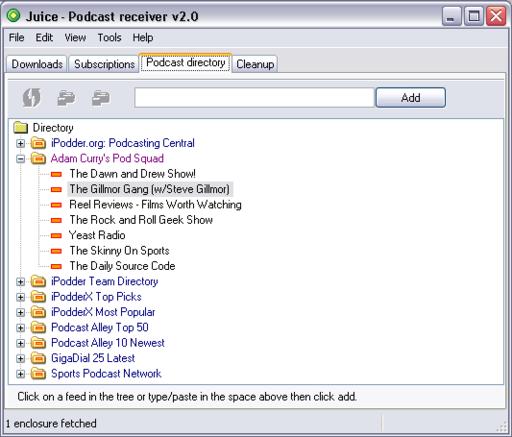 Juice - Podcast receiver v2.0
File Edit View Tools Help
Downloads Subscriptions Podcast directory Cleanup
Add
Directory
iPodder.org: Podcasting Central
Adam Curry's Pod Squad
The Dawn and Drew Show!
The Gillmor Gang (w/Steve Gillmor)
Reel Reviews - Films Worth Watching
The Rock and Roll Geek Show
Yeast Radio
The Skinny On Sports
The Daily Source Code
iPodder Team Directory
iPodderX Top Picks
iPodderX Most Popular
Podcast Alley Top 50
Podcast Alley 10 Newest
GigaDial 25 Latest
Sports Podcast Network
Click on a feed in the tree or type/paste in the space above then click add.
1 enclosure fetched